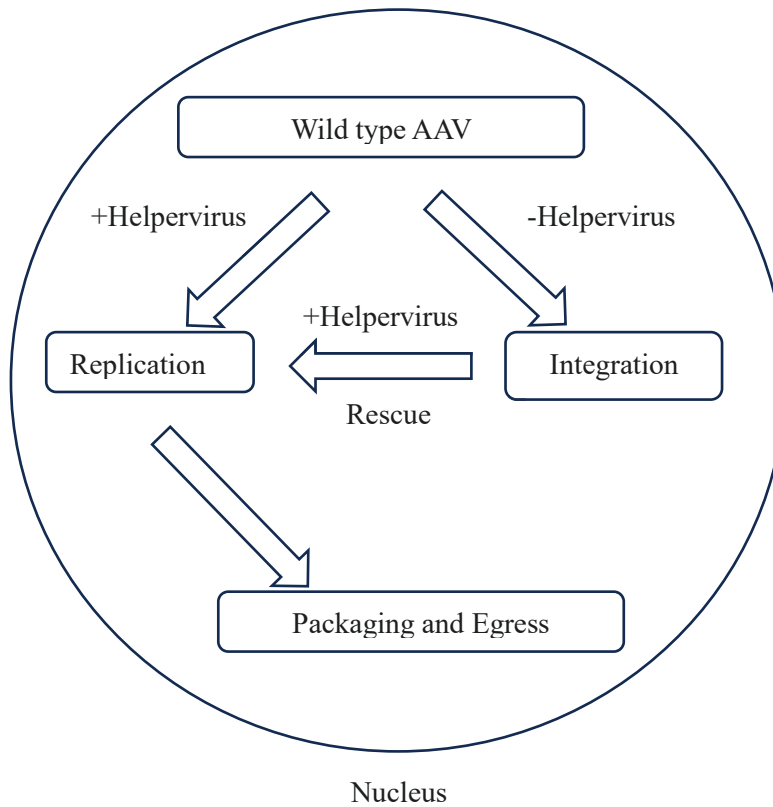 Wild type AAV
+Helpervirus
-Helpervirus
+Helpervirus
Replication
Integration
Rescue
Packaging and Egress
Nucleus